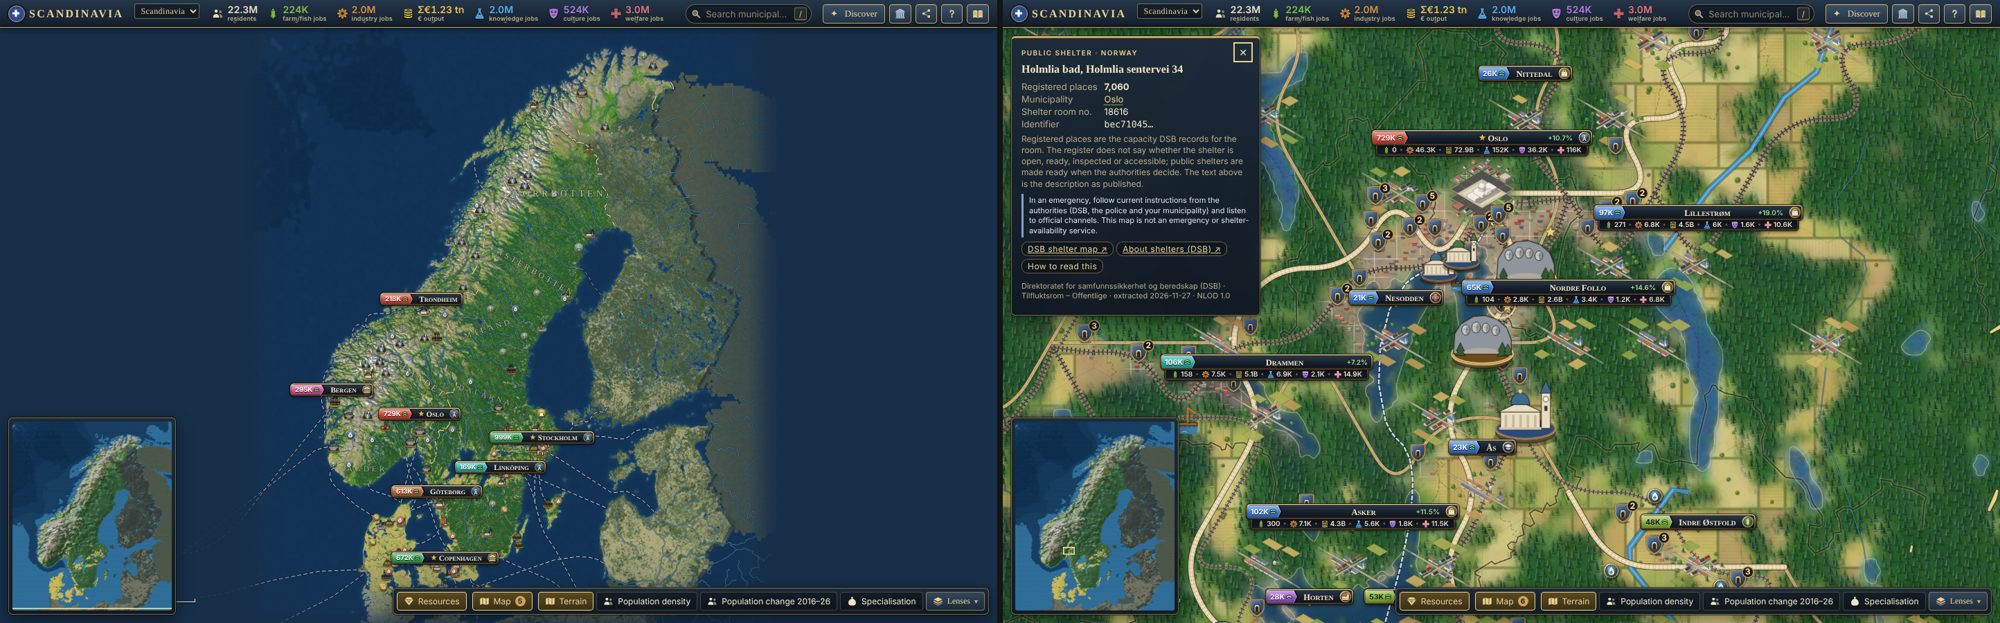 SCANDINAVIA
Scandinavia
22.3M residents
224K farm/fish jobs
2.0M industry jobs
Σ€1.23 tn € output
2.0M knowledge jobs
524K culture jobs
3.0M welfare jobs
Search municipal... /
Discover
?
TRONDHEIM
295K BERGEN
729K OSLO
999K STOCKHOLM
169K LINKÖPING
613K GÖTEBORG
672K COPENHAGEN
Resources
Map 5
Terrain
Population density
Population change 2016–26
Specialisation
Lenses
SCANDINAVIA
Scandinavia
22.3M residents
224K farm/fish jobs
2.0M industry jobs
Σ€1.23 tn € output
2.0M knowledge jobs
524K culture jobs
3.0M welfare jobs
Search municipal... /
Discover
?
PUBLIC SHELTER · NORWAY
Holmlia bad, Holmlia sentervei 34
Registered places 7,060
Municipality Oslo
Shelter room no. 18616
Identifier bec71045…
Registered places are the capacity DSB records for the
room. The register does not say whether the shelter is
open, ready, inspected or accessible; public shelters are
made ready when the authorities decide. The text above
is the description as published.
In an emergency, follow current instructions from the
authorities (DSB, the police and your municipality) and listen
to official channels. This map is not an emergency or shelter-
availability service.
DSB shelter map ↗
About shelters (DSB) ↗
How to read this
Direktoratet for samfunnssikkerhet og beredskap (DSB) ·
Tilfluktsrom – Offentlige · extracted 2026-11-27 · NLOD 1.0
26K NITTEDAL
729K OSLO +10.7%
0 · 46.3K · 72.9B · 152K · 36.2K · 116K
97K LILLESTRØM +19.0%
271 · 6.8K · 4.5B · 6K · 1.6K · 10.6K
65K NORDRE FOLLO +14.6%
104 · 2.8K · 2.6B · 3.4K · 1.2K · 6.8K
21K NESODDEN
106K DRAMMEN +7.2%
158 · 7.5K · 5.1B · 6.9K · 2.1K · 14.9K
23K ÅS
102K ASKER +11.5%
300 · 7.1K · 4.3B · 5.6K · 1.8K · 11.5K
48K INDRE ØSTFOLD
28K HORTEN
53K
Resources
Map 6
Terrain
Population density
Population change 2016–26
Specialisation
Lenses